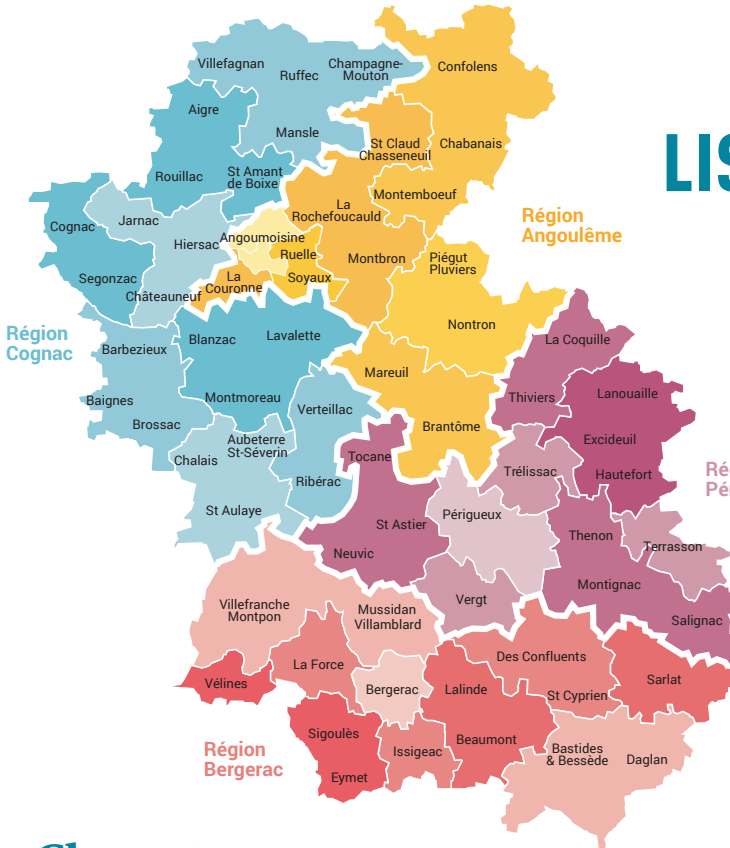 Villefagnan
Ruffec
Champagne-
Mouton
Confolens
Aigre
Mansle
St Claud
Chasseneuil
Chabanais
LIS
Rouillac
St Amant
de Boixe
Montemboeuf
La
Rochefoucauld
Cognac
Jarnac
Hiersac
Angoumoisine
Ruelle
Montbron
Région
Angoulême
Piégut
Pluviers
Segonzac
Châteauneuf
La
Couronne
Soyaux
Région
Cognac
Barbezieux
Blanzac
Lavalette
Nontron
La Coquille
Mareuil
Thiviers
Lanouaille
Baignes
Brossac
Montmoreau
Verteillac
Brantôme
Excideuil
Chalais
Aubeterre
St-Séverin
Tocane
Trélissac
Hautefort
Ré
Pé
Ribérac
St Aulaye
St Astier
Périgueux
Thenon
Terrasson
Neuvic
Montignac
Vergt
Salignac
Villefranche
Montpon
Mussidan
Villamblard
Vélines
La Force
Bergerac
Lalinde
Des Confluents
St Cyprien
Sarlat
Région
Bergerac
Sigoulès
Eymet
Issigeac
Beaumont
Bastides
& Bessède
Daglan